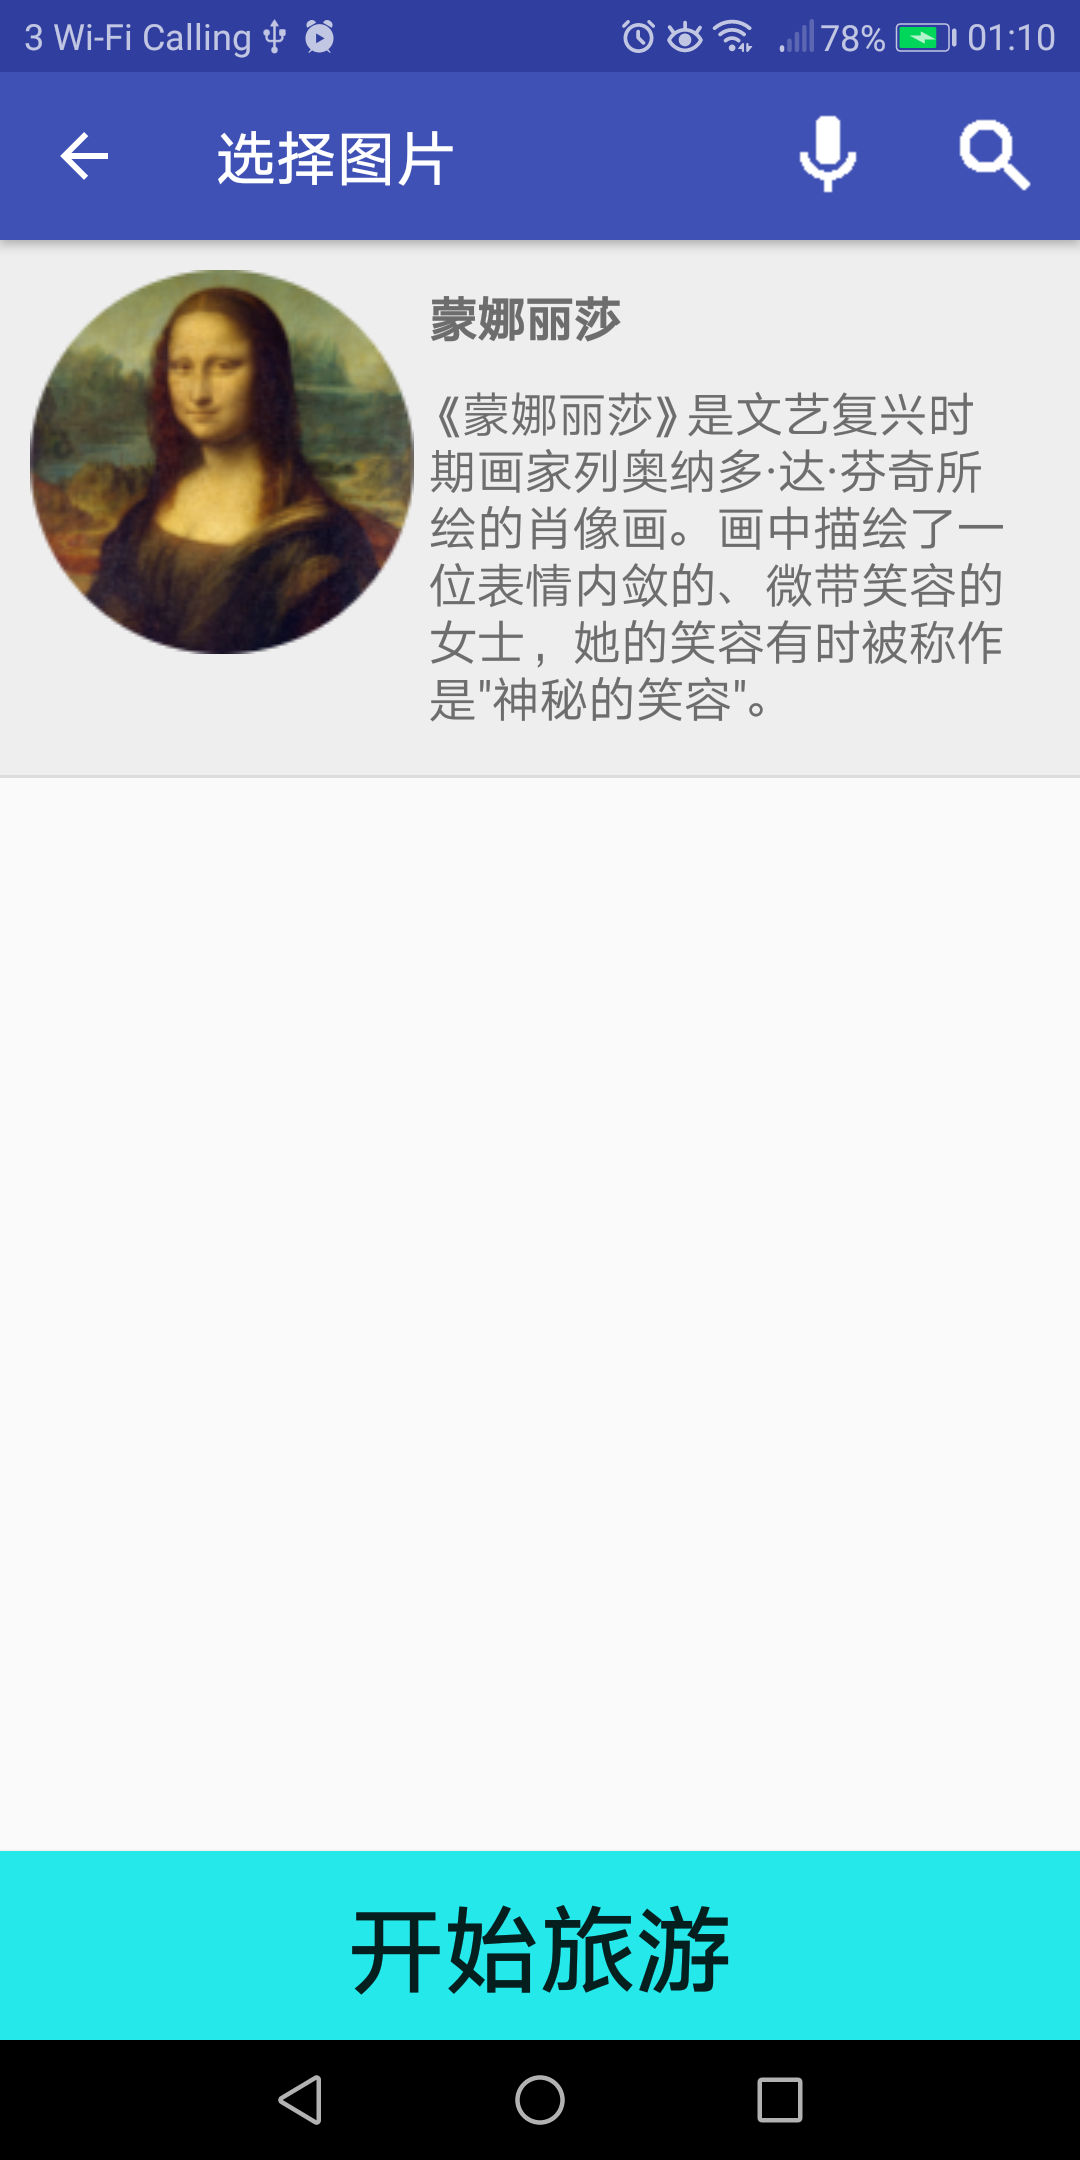 3 Wi-Fi Calling 78% 01:10
选择图片
蒙娜丽莎
《蒙娜丽莎》是文艺复兴时
期画家列奥纳多·达·芬奇所
绘的肖像画。画中描绘了一
位表情内敛的、微带笑容的
女士，她的笑容有时被称作
是"神秘的笑容"。
开始旅游